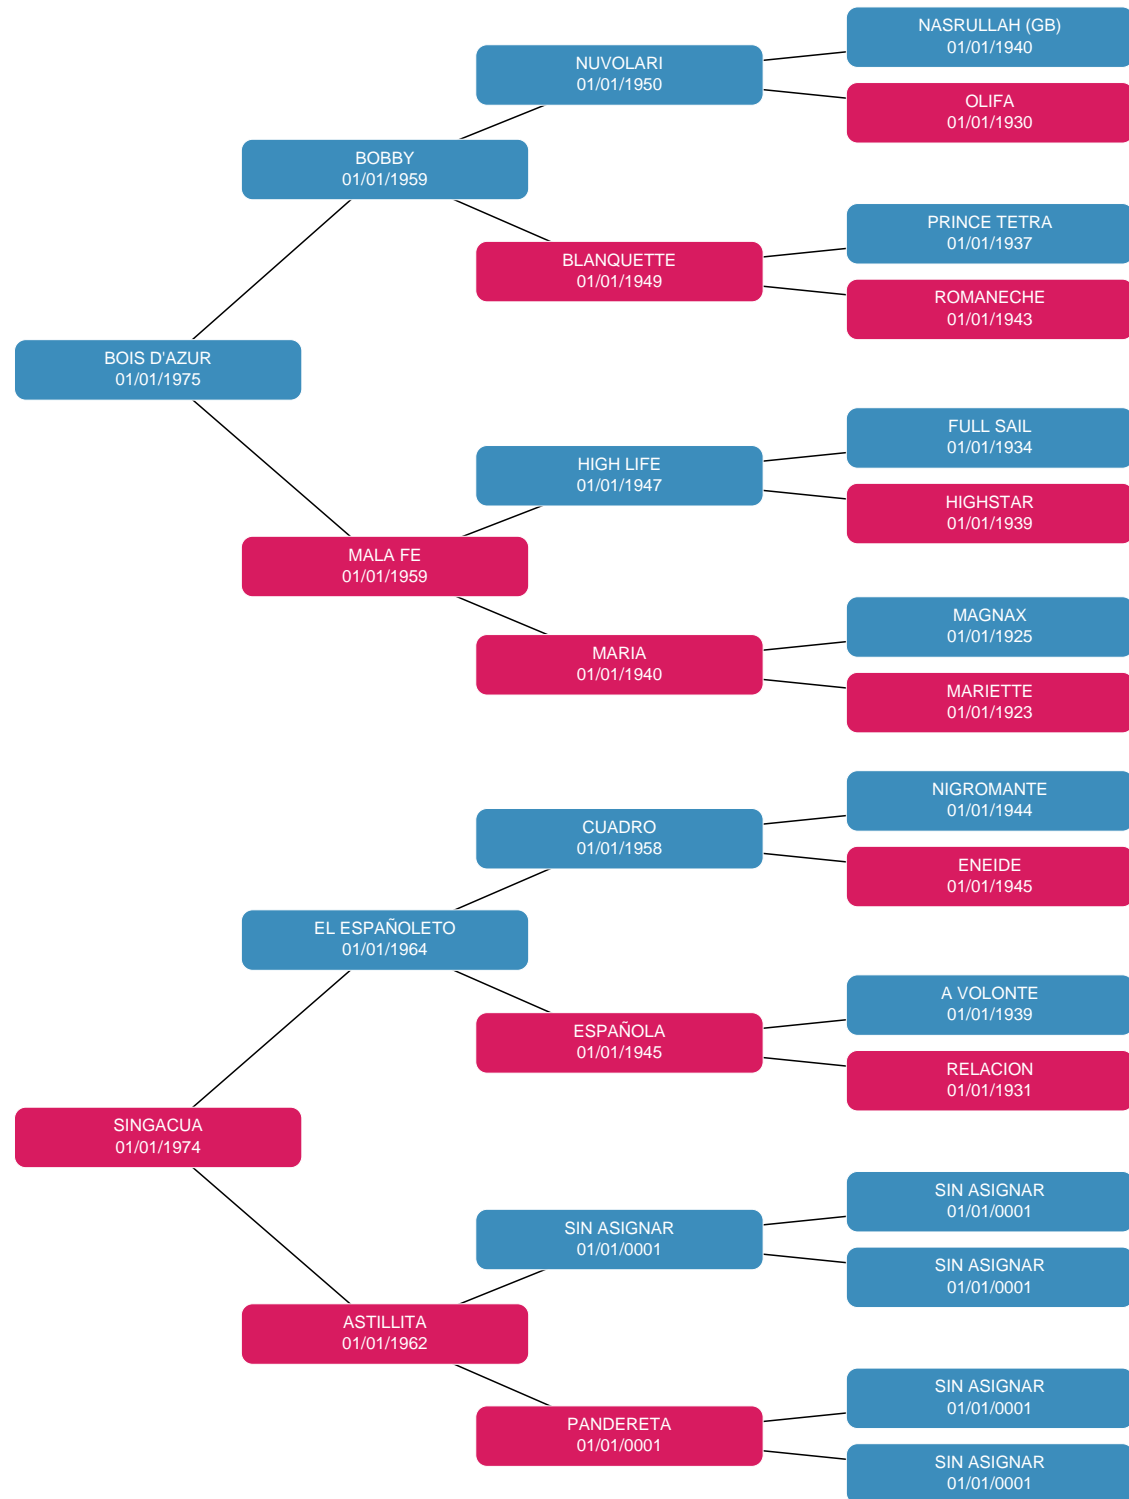 NASRULLAH (GB)
01/01/1940
NUVOLARI
01/01/1950
OLIFA
01/01/1930
BOBBY
01/01/1959
PRINCE TETRA
01/01/1937
BLANQUETTE
01/01/1949
ROMANECHE
01/01/1943
BOIS D'AZUR
01/01/1975
FULL SAIL
01/01/1934
HIGH LIFE
01/01/1947
HIGHSTAR
01/01/1939
MALA FE
01/01/1959
MAGNAX
01/01/1925
MARIA
01/01/1940
MARIETTE
01/01/1923
NIGROMANTE
01/01/1944
CUADRO
01/01/1958
ENEIDE
01/01/1945
EL ESPAÑOLETO
01/01/1964
A VOLONTE
01/01/1939
ESPAÑOLA
01/01/1945
RELACION
01/01/1931
SINGACUA
01/01/1974
SIN ASIGNAR
01/01/0001
SIN ASIGNAR
01/01/0001
SIN ASIGNAR
01/01/0001
ASTILLITA
01/01/1962
SIN ASIGNAR
01/01/0001
PANDERETA
01/01/0001
SIN ASIGNAR
01/01/0001